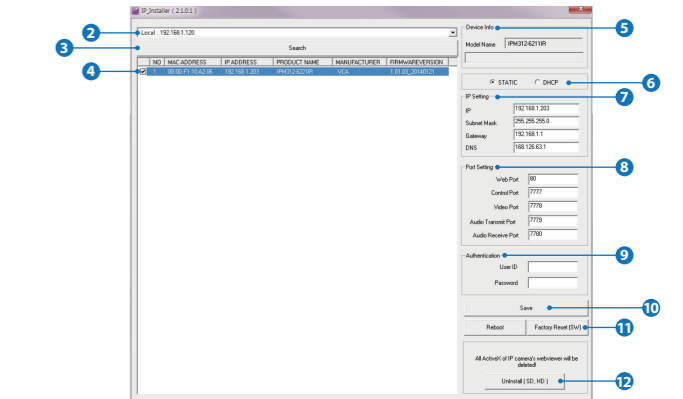 IP_Installer ( 2.1.0.1 )
2
Local : 192.168.1.120
3
Search
NO MAC ADDRESS IP ADDRESS PRODUCT NAME MANUFACTURER FIRMWAREVERSION
4
1 00:00:F1:10:A2:06 192.168.1.203 IPM312:6221IR VCA 1.01.03_20140121
Device Info
5
Model Name IPM312:6211IR
STATIC DHCP
6
IP Setting
7
IP 192.168.1.203
Subnet Mask 255.255.255.0
Gateway 192.168.1.1
DNS 168.126.63.1
Port Setting
8
Web Port 80
Control Port 7777
Video Port 7778
Audio Transmit Port 7779
Audio Receive Port 7780
Authentication
9
User ID
Password
Save
10
Reboot Factory Reset (SW)
11
All ActiveX of IP camera's webviewer will be
deleted!
Uninstall ( SD, HD )
12